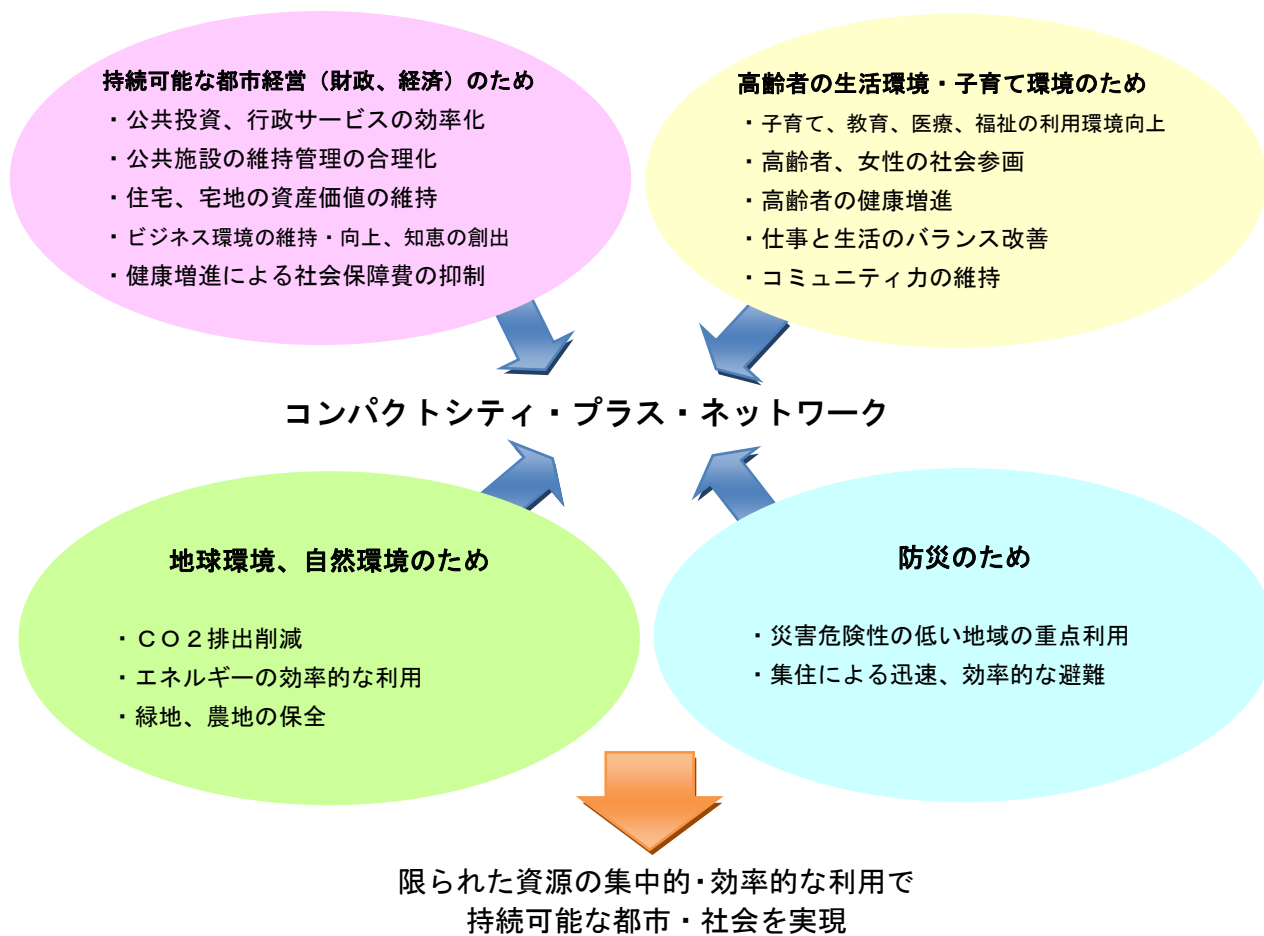 持続可能な都市経営（財政、経済）のため
・公共投資、行政サービスの効率化
・公共施設の維持管理の合理化
・住宅、宅地の資産価値の維持
・ビジネス環境の維持・向上、知恵の創出
・健康増進による社会保障費の抑制
高齢者の生活環境・子育て環境のため
・子育て、教育、医療、福祉の利用環境向上
・高齢者、女性の社会参画
・高齢者の健康増進
・仕事と生活のバランス改善
・コミュニティ力の維持
コンパクトシティ・プラス・ネットワーク
地球環境、自然環境のため
・ＣＯ２排出削減
・エネルギーの効率的な利用
・緑地、農地の保全
防災のため
・災害危険性の低い地域の重点利用
・集住による迅速、効率的な避難
限られた資源の集中的・効率的な利用で
持続可能な都市・社会を実現